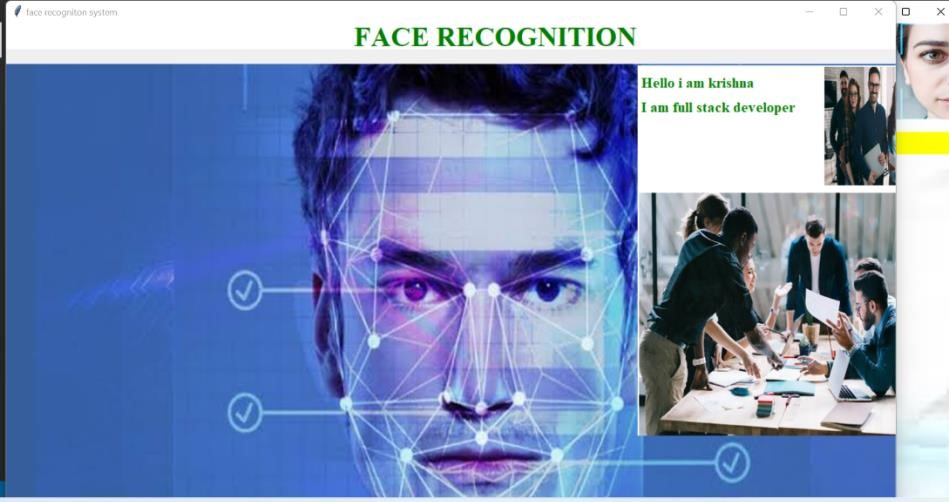 face recogniton system
FACE RECOGNITION
Hello i am krishna
I am full stack developer